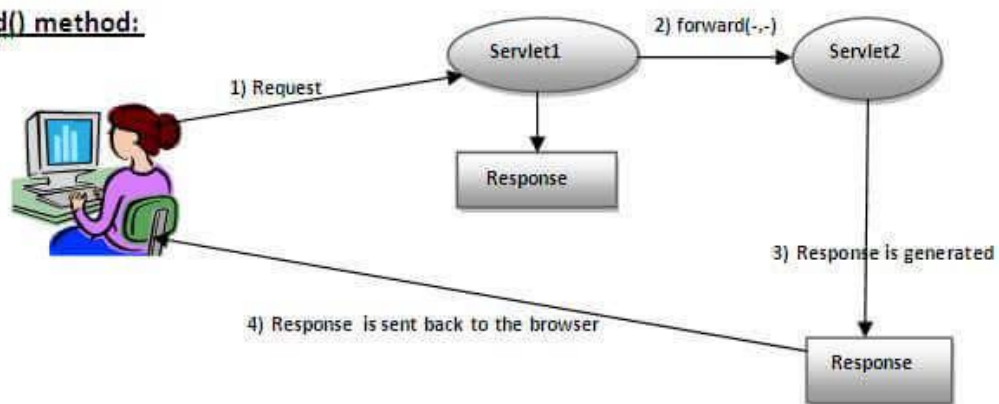 d() method:
2) forward(-,-)
Servlet1
Servlet2
1) Request
Response
3) Response is generated
4) Response is sent back to the browser
Response